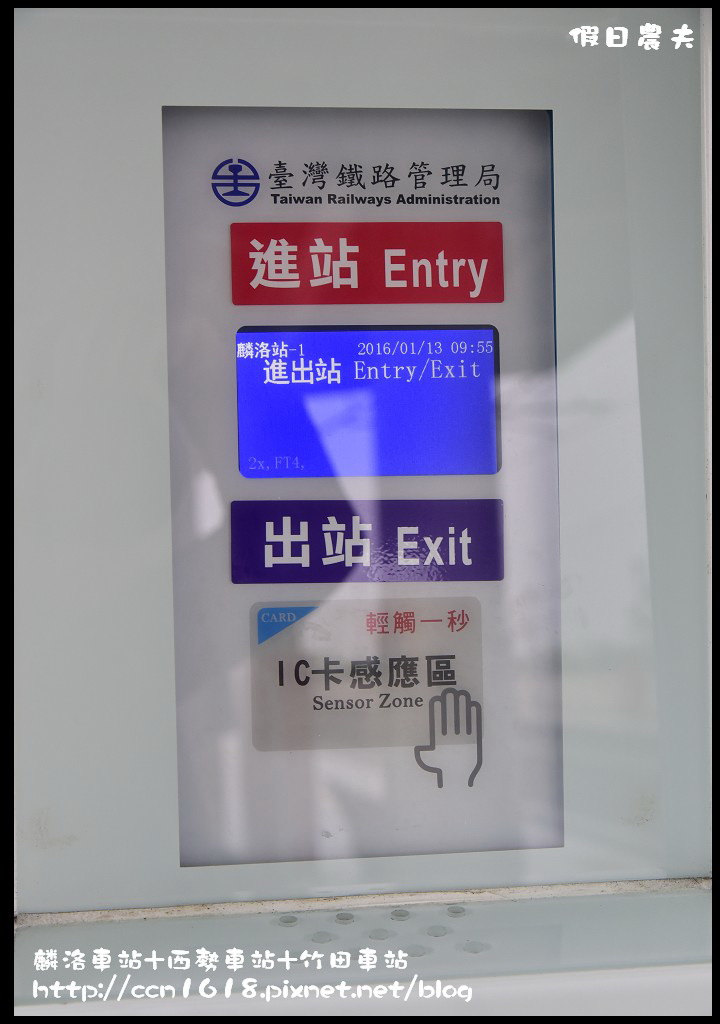 假日農夫
臺灣鐵路管理局
Taiwan Railways Administration
進站 Entry
麟洛站-1 2016/01/13 09:55
進出站 Entry/Exit
2x,FT4,
出站 Exit
CARD
輕觸一秒
IC卡感應區
Sensor Zone
麟洛車站+西勢車站+竹田車站
http://ccn1618.pixnet.net/blog